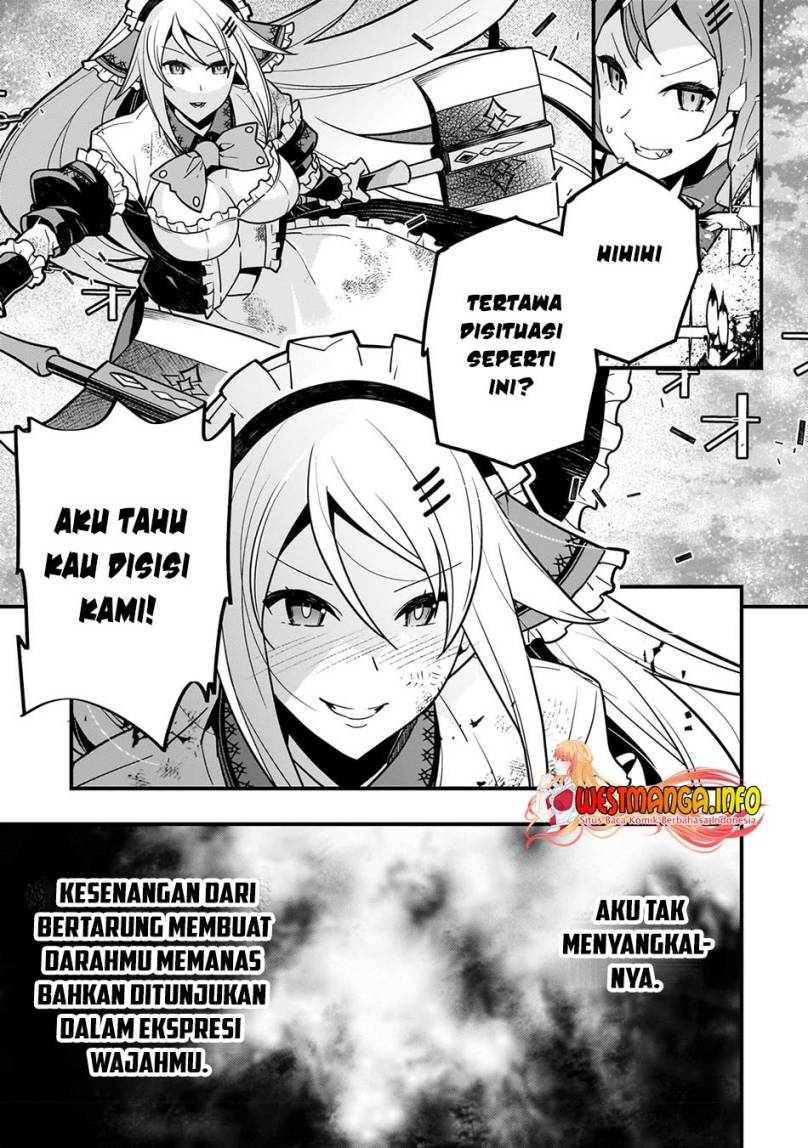 HIHIHI
TERTAWA
DISITUASI
SEPERTI
INI?
AKU TAHU
KAU DISISI
KAMI!
WESTMANGA.INFO
Situs Baca Komik Berbahasa Indonesia
AKU TAK
MENYANGKAL-
NYA.
KESENANGAN DARI
BERTARUNG MEMBUAT
DARAHMU MEMANAS
BAHKAN DITUNJUKAN
DALAM EKSPRESI
WAJAHMU.